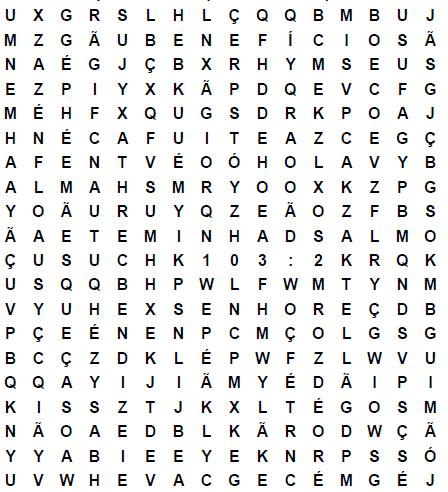 U X G R S L H L Ç Q Q B M B U J
M Z G Ã U B E N E F Í C I O S Ã
N A É G J Ç B X R H Y M S E U S
E Z P I Y X K Ã P D Q E V C F G
M É H F X Q U G S D R K P O A J
H N É C A F U I T E A Z C E G Ç
A F E N T V É O Ó H O L A V Y B
A L M A H S M R Y O O X K Z P G
Y O Ã U R U Y Q Z E Ã O Z F B S
Ã A E T E M I N H A D S A L M O
Ç U S U C H K 1 0 3 : 2 K R Q K
U S Q Q B H P W L F W M T Y N M
V Y U H E X S E N H O R E Ç D B
P Ç E É N E N P C M Ç O L G S G
B C Ç Z D K L É P W F Z L W V U
Q Q A Y I J I Ã M Y É D Ã I P I
K I S S Z T J K X L T É G O S M
N Ã O A E D B L K Ã R O D W Ç Ã
Y Y A B I E E Y E K N R P S S Ó
U V W H E V A C G E C É M G É J